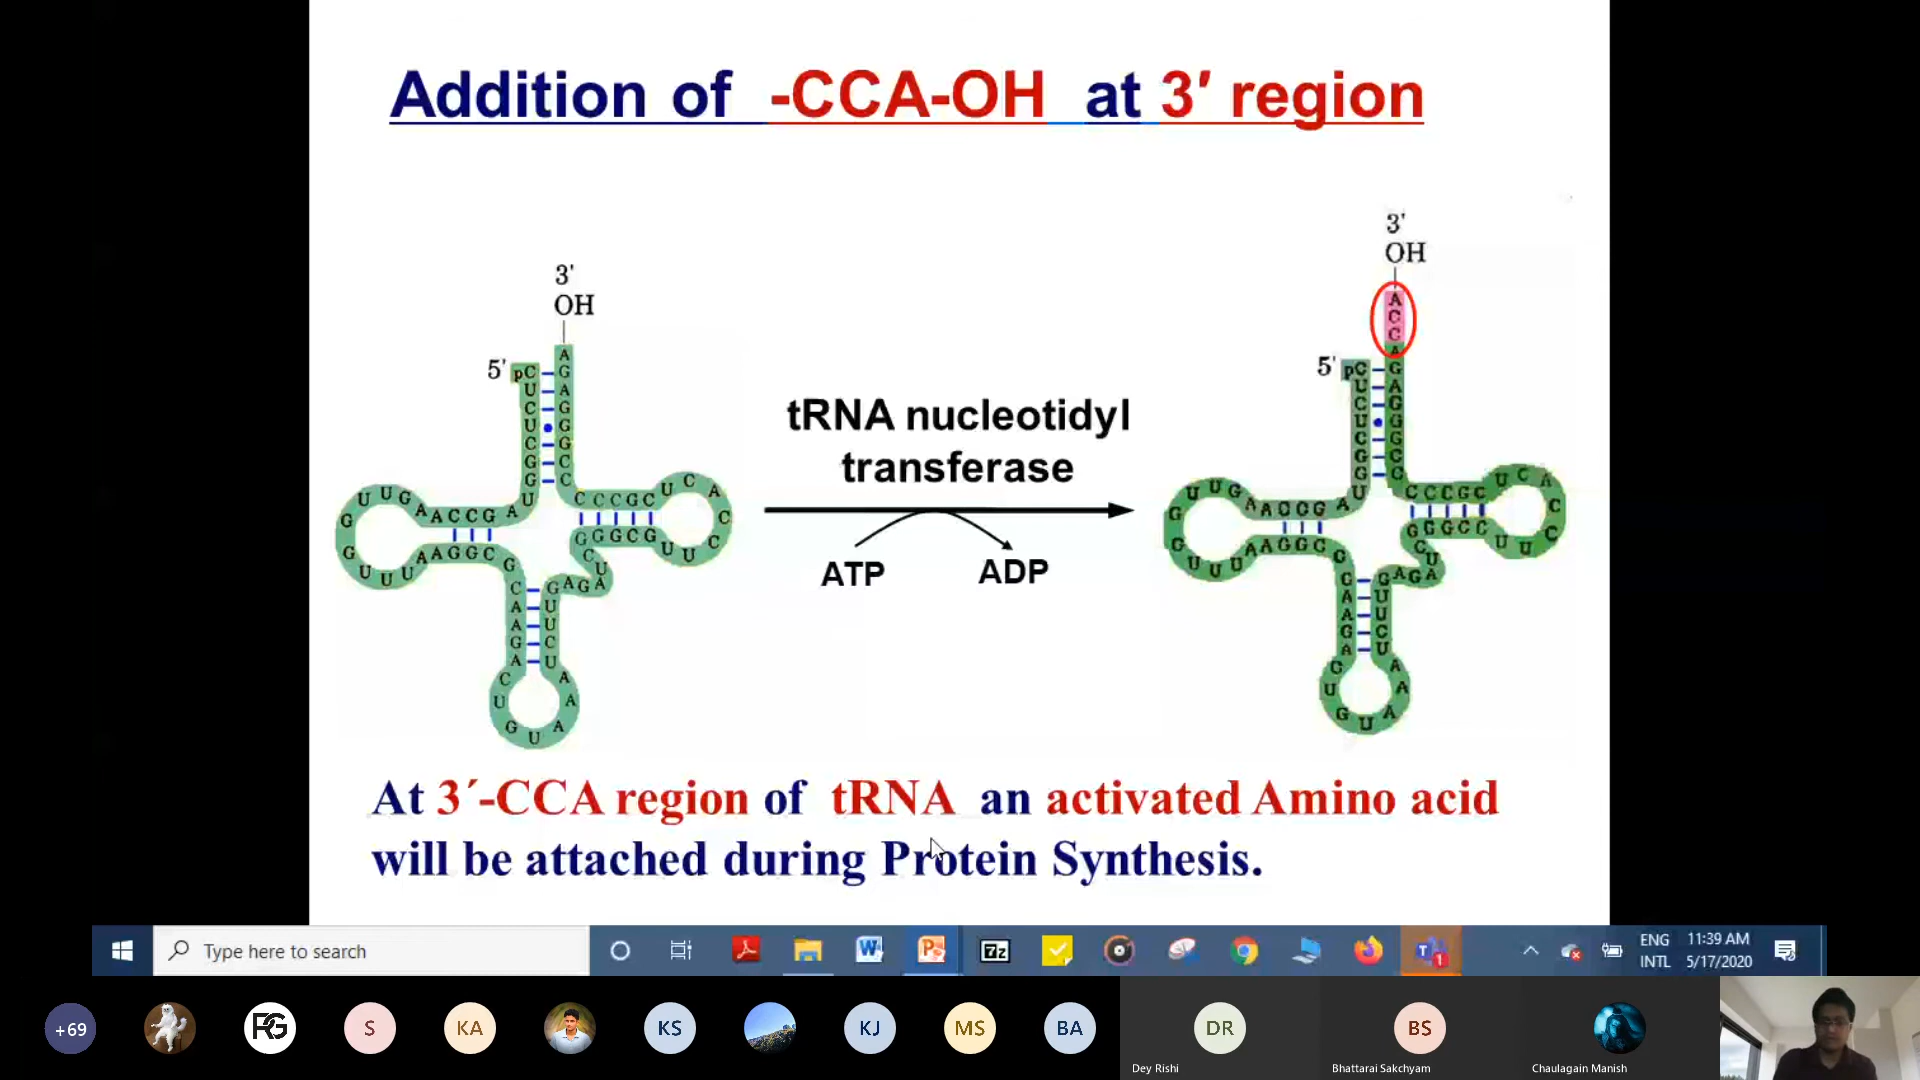 Addition of -CCA-OH at 3′ region
3'
OH
3'
OH
5'
pC
5'
pC
tRNA nucleotidyl
transferase
ATP
ADP
At 3´-CCA region of tRNA an activated Amino acid
will be attached during Protein Synthesis.
Type here to search
ENG
INTL
11:39 AM
5/17/2020
+69
S
KA
KS
KJ
MS
BA
DR
BS
Dey Rishi
Bhattarai Sakchyam
Chaulagain Manish